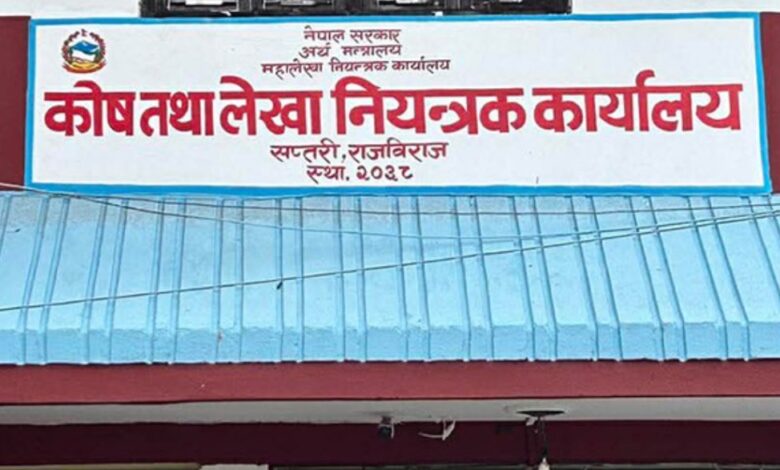 नेपाल सरकार
अर्थ मन्त्रालय
महालेखा नियन्त्रक कार्यालय
कोष तथा लेखा नियन्त्रक कार्यालय
सप्तरी, राजविराज
स्था. २०३८